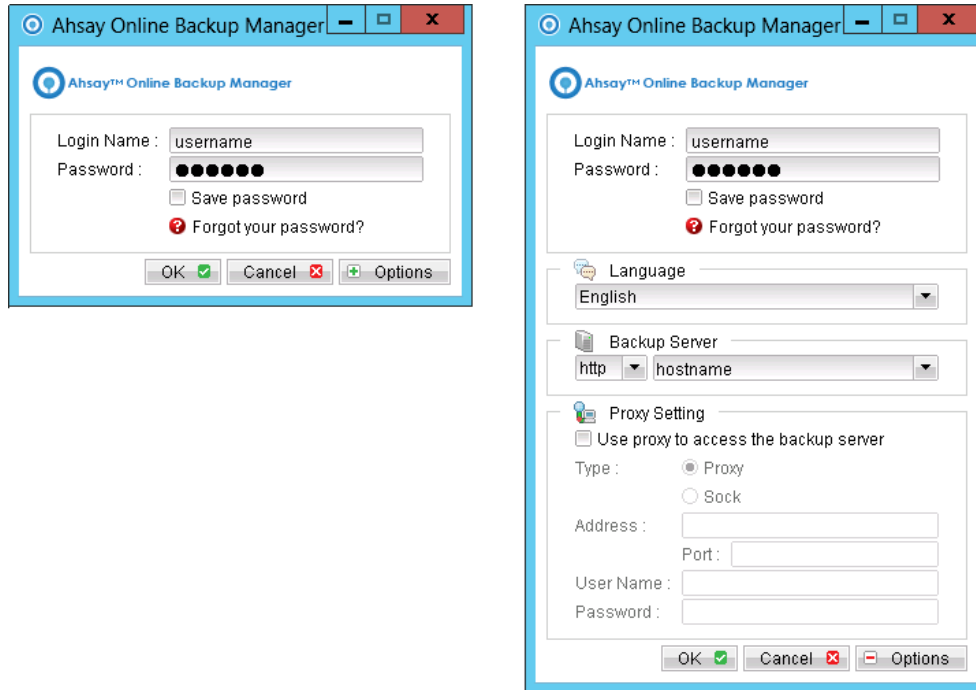 Ahsay Online Backup Manager
Ahsay™ Online Backup Manager
Login Name : username
Password : ●●●●●●
Save password
Forgot your password?
OK Cancel Options
Ahsay Online Backup Manager
Ahsay™ Online Backup Manager
Login Name : username
Password : ●●●●●●
Save password
Forgot your password?
Language
English
Backup Server
http hostname
Proxy Setting
Use proxy to access the backup server
Type : Proxy
Sock
Address :
Port :
User Name :
Password :
OK Cancel Options